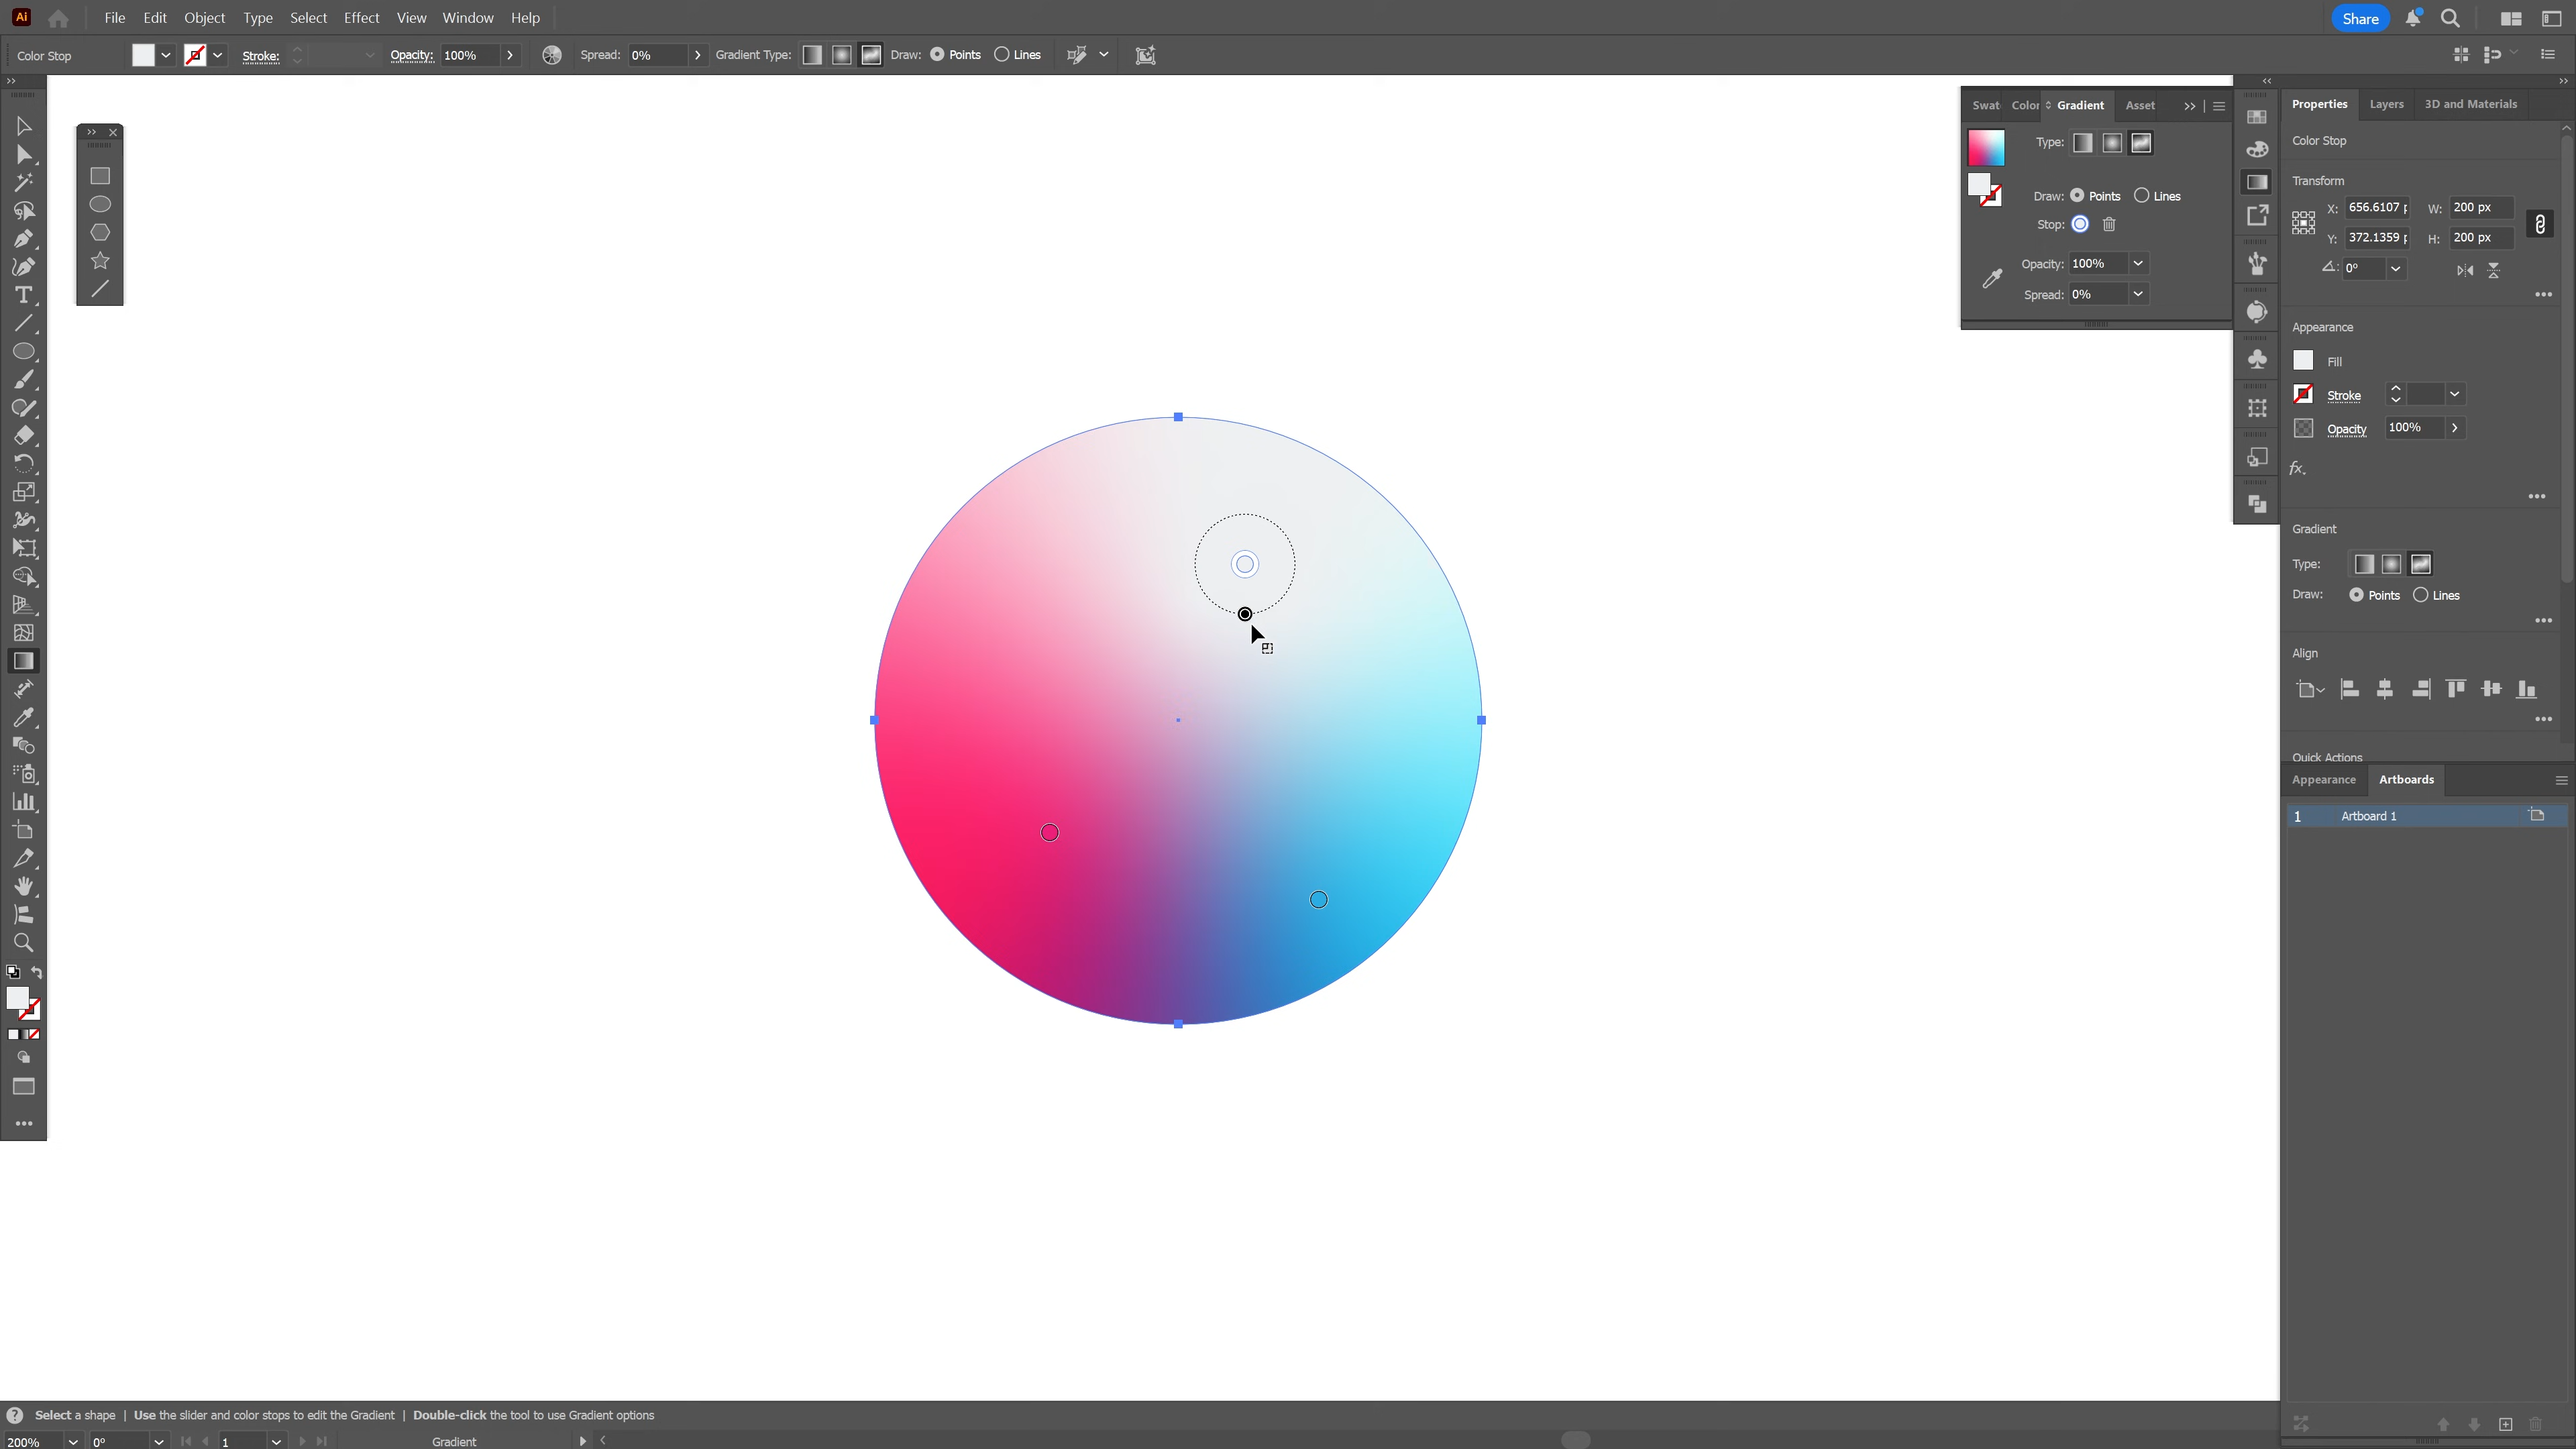 Ai File Edit Object Type Select Effect View Window Help Share
Color Stop Stroke: Opacity: 100% Spread: 0% Gradient Type: Draw: Points Lines
Swat Color Gradient Asset
Type:
Draw: Points Lines
Stop:
Opacity: 100%
Spread: 0%
Properties Layers 3D and Materials
Color Stop
Transform
X: 656.6107 W: 200 px
Y: 372.1359 H: 200 px
0°
Appearance
Fill
Stroke
Opacity 100%
fx.
Gradient
Type:
Draw: Points Lines
Align
Quick Actions
Appearance Artboards
1 Artboard 1
Select a shape | Use the slider and color stops to edit the Gradient | Double-click the tool to use Gradient options
200% 0° 1 Gradient